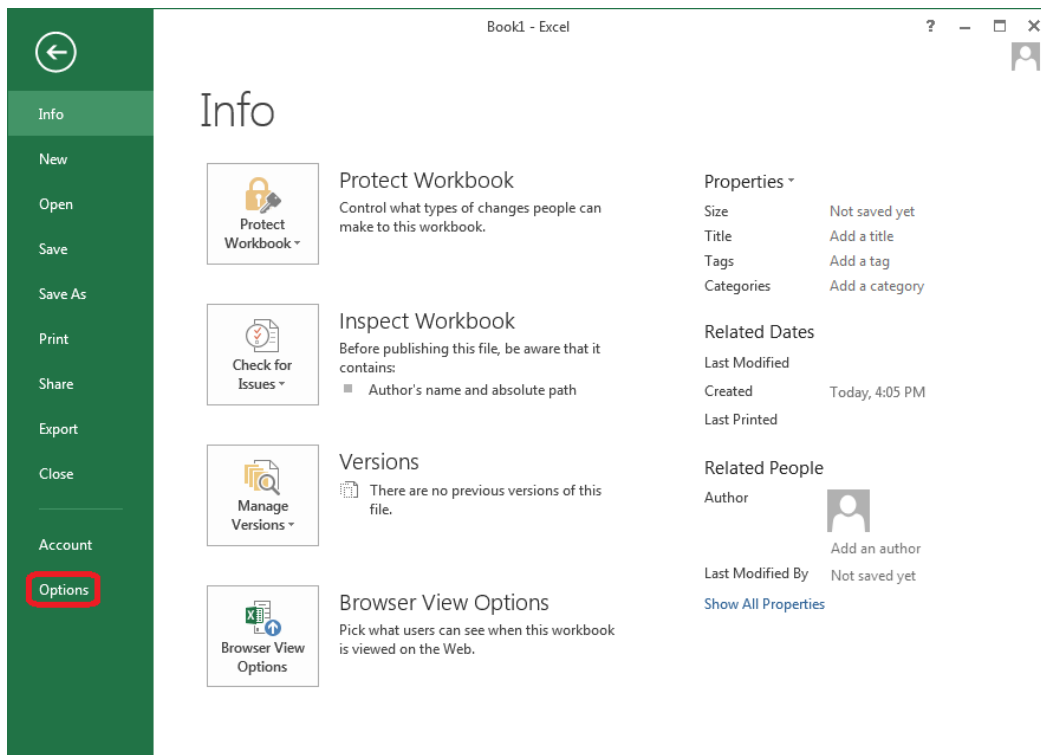 Book1 - Excel
?
Info
New
Open
Save
Save As
Print
Share
Export
Close
Account
Options
Info
Protect
Workbook
Protect Workbook
Control what types of changes people can
make to this workbook.
Check for
Issues
Inspect Workbook
Before publishing this file, be aware that it
contains:
Author's name and absolute path
Manage
Versions
Versions
There are no previous versions of this
file.
Browser View
Options
Browser View Options
Pick what users can see when this workbook
is viewed on the Web.
Properties
Size Not saved yet
Title Add a title
Tags Add a tag
Categories Add a category
Related Dates
Last Modified
Created Today, 4:05 PM
Last Printed
Related People
Author
Add an author
Last Modified By Not saved yet
Show All Properties